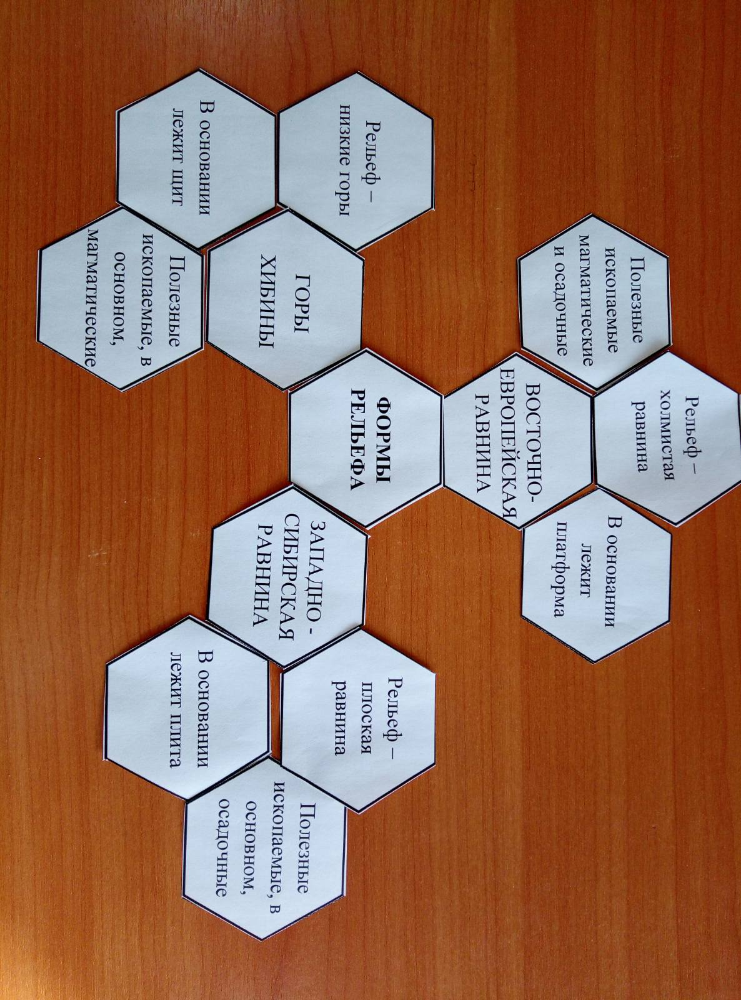 Полезные
ископаемые
магматические
и осадочные
Рельеф –
холмистая
равнина
В основании
лежит
платформа
ВОСТОЧНО-
ЕВРОПЕЙСКАЯ
РАВНИНА
ФОРМЫ
РЕЛЬЕФА
Рельеф –
низкие горы
ГОРЫ
ХИБИНЫ
В основании
лежит щит
Полезные
ископаемые, в
основном,
магматические
ЗАПАДНО -
СИБИРСКАЯ
РАВНИНА
Рельеф –
плоская
равнина
В основании
лежит плита
Полезные
ископаемые, в
основном,
осадочные